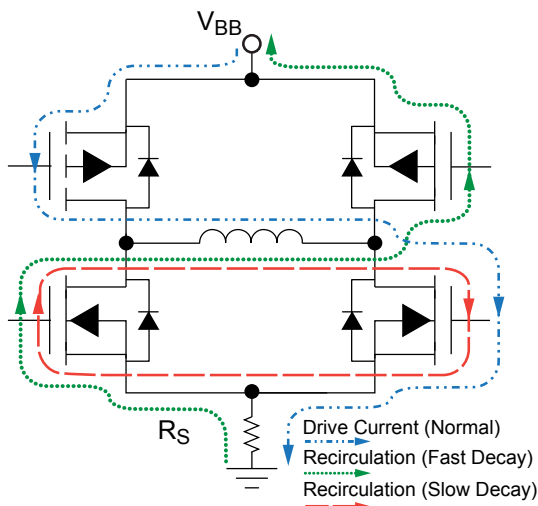 VBB
RS
Drive Current (Normal)
Recirculation (Fast Decay)
Recirculation (Slow Decay)